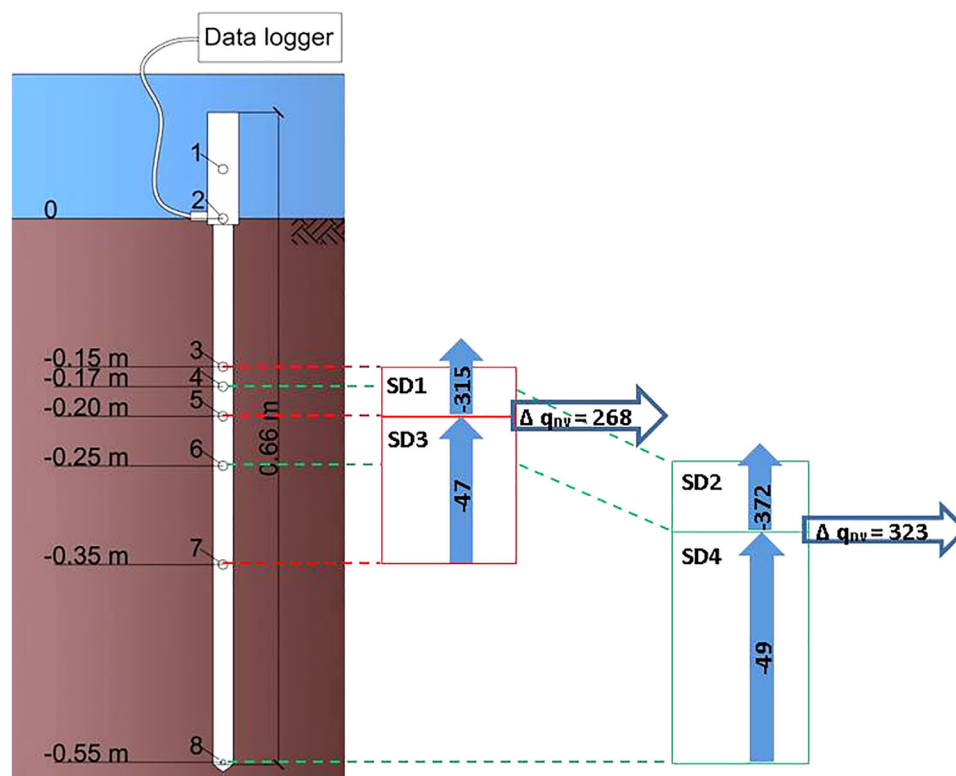 Data logger
1
2
0
3
-0.15 m
4
-0.17 m
5
-0.20 m
6
-0.25 m
7
-0.35 m
8
-0.55 m
0.66 m
SD1
-315
Δ qnv = 268
SD3
-47
SD2
-372
Δ qnv = 323
SD4
-49